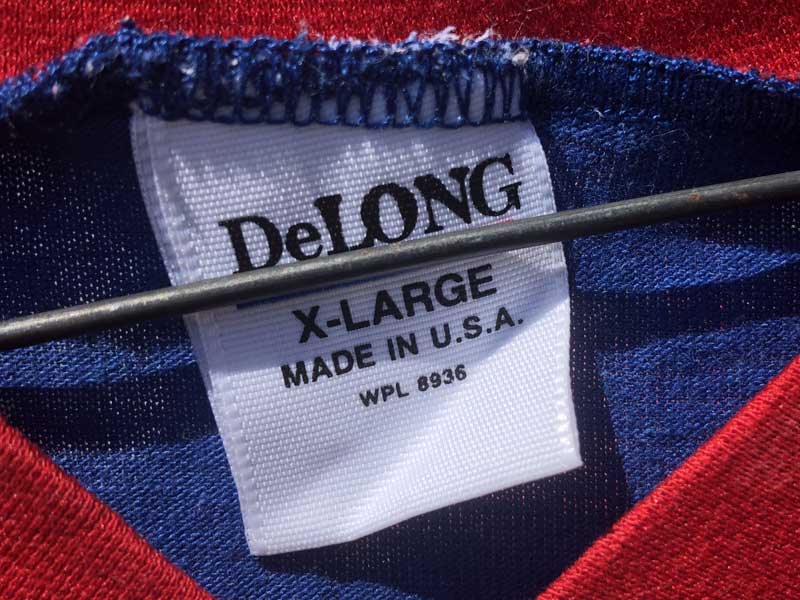 DeLONG
X-LARGE
MADE IN U.S.A.
WPL 8936